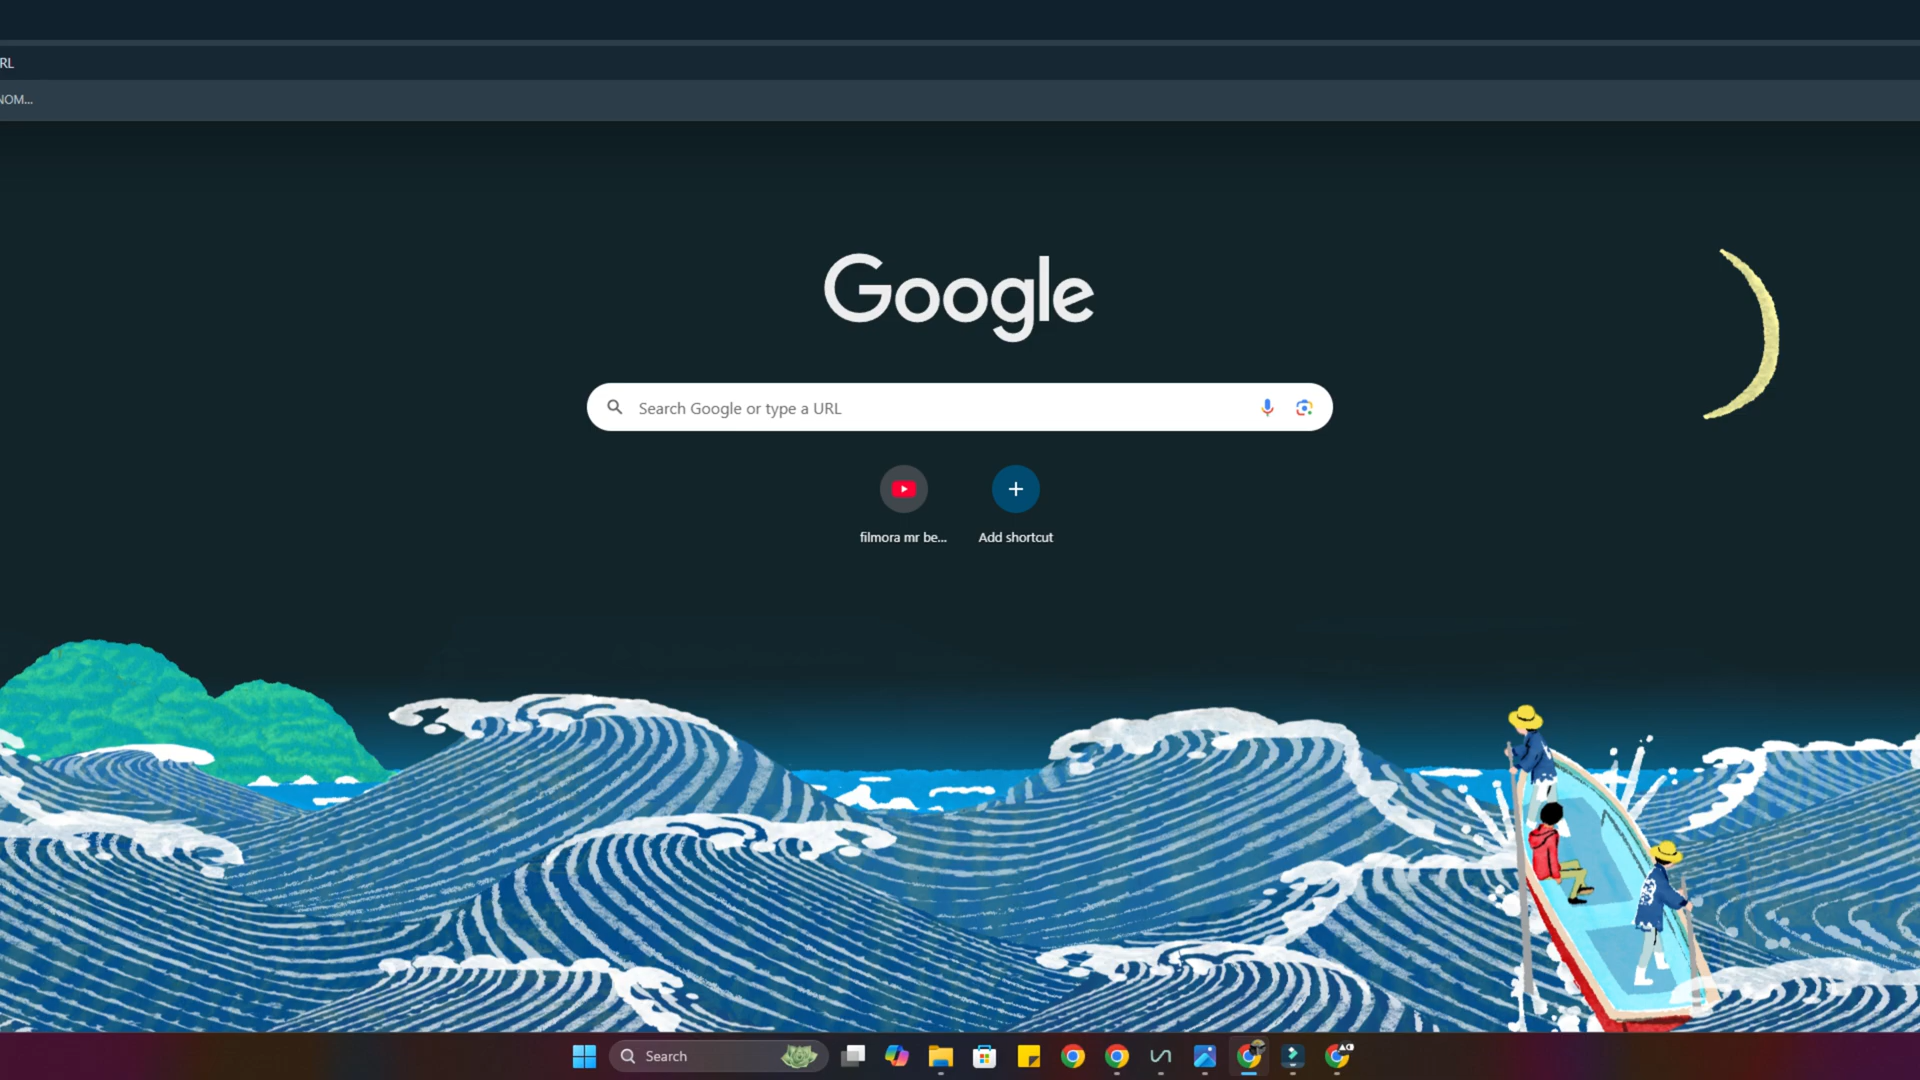 RL
NOM...
Google
Search Google or type a URL
filmora mr be...
Add shortcut
Search